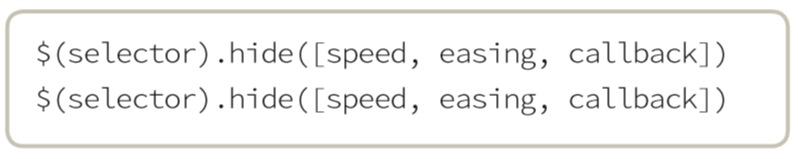 $(selector).hide([speed, easing, callback])
$(selector).hide([speed, easing, callback])